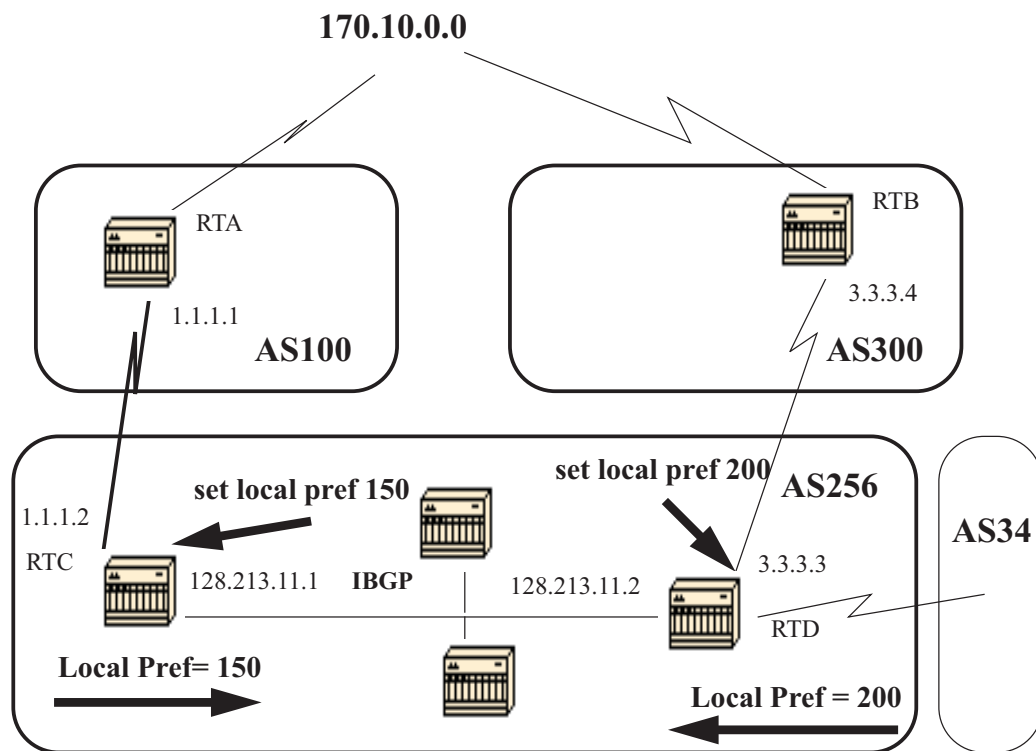 170.10.0.0
RTA
RTB
1.1.1.1
3.3.3.4
AS100
AS300
set local pref 150
set local pref 200
AS256
1.1.1.2
AS34
RTC
128.213.11.1
IBGP
128.213.11.2
3.3.3.3
RTD
Local Pref= 150
Local Pref = 200